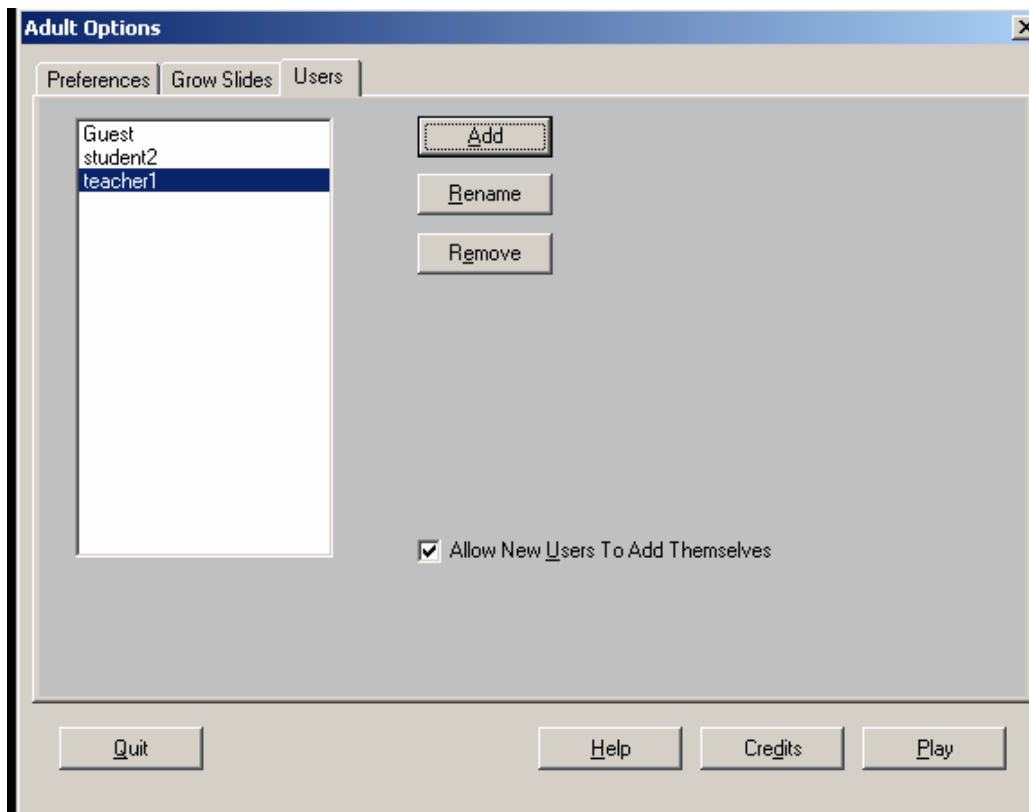 Adult Options
Preferences Grow Slides Users
Guest
student2
teacher1
Add
Rename
Remove
Allow New Users To Add Themselves
Quit Help Credits Play